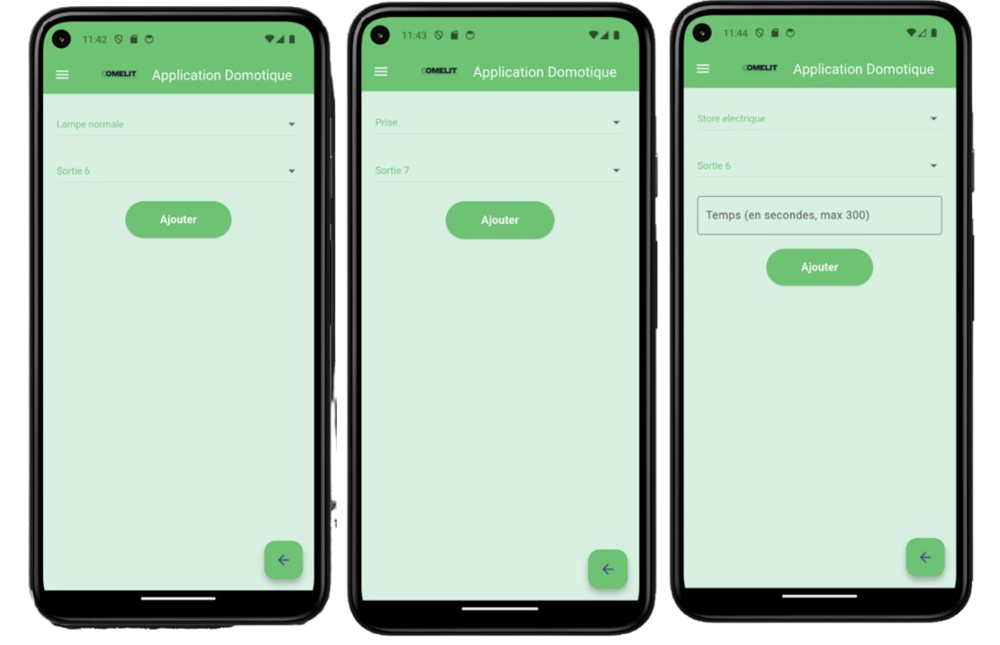 11:42
COMELIT Application Domotique
Lampe normale
Sortie 6
Ajouter
11:43
COMELIT Application Domotique
Prise
Sortie 7
Ajouter
11:44
COMELIT Application Domotique
Store electrique
Sortie 6
Temps (en secondes, max 300)
Ajouter